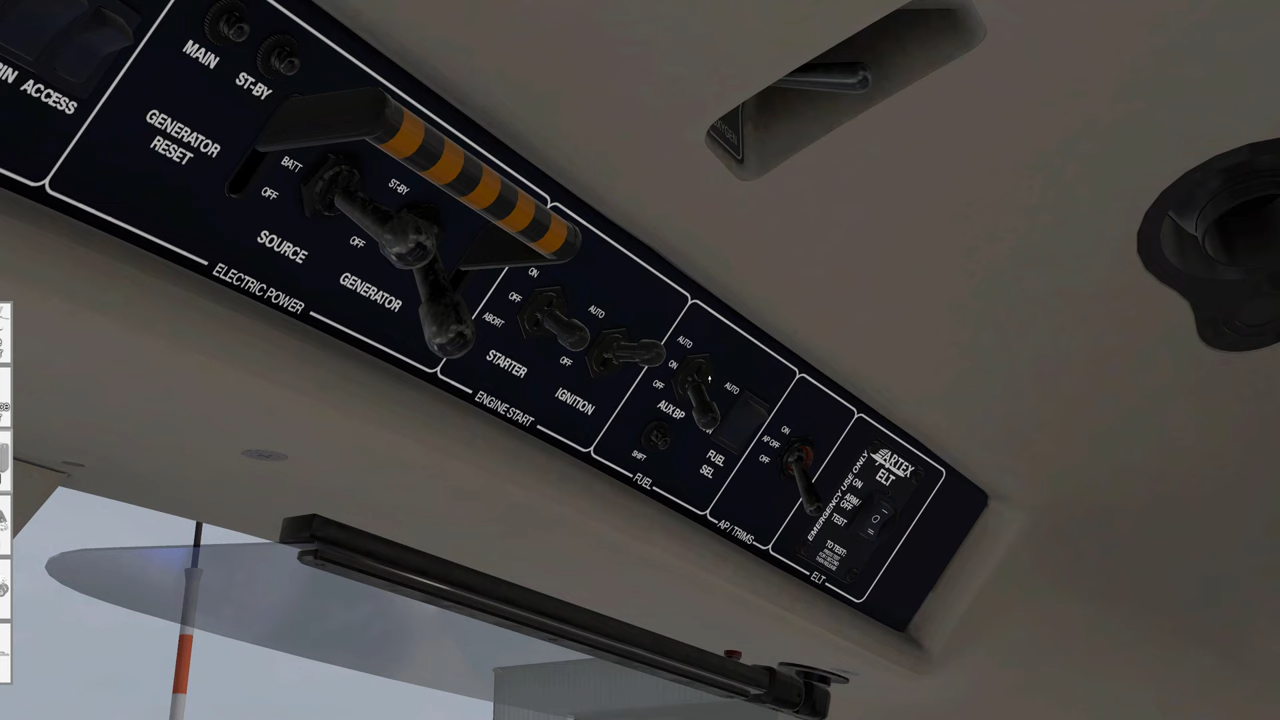 ACCESS
MAIN
ST-BY
GENERATOR
RESET
BATT
OFF
SOURCE
ST-BY
OFF
GENERATOR
ELECTRIC POWER
ON
OFF
ABORT
STARTER
AUTO
OFF
IGNITION
ENGINE START
AUTO
ON
OFF
AUX BP
SHIFT
AUTO
FUEL
SEL
FUEL
ON
AP OFF
OFF
AP / TRIMS
EMERGENCY USE ONLY
ARTEX
ELT
ON
ARM/
OFF
TEST
TO TEST:
ELT